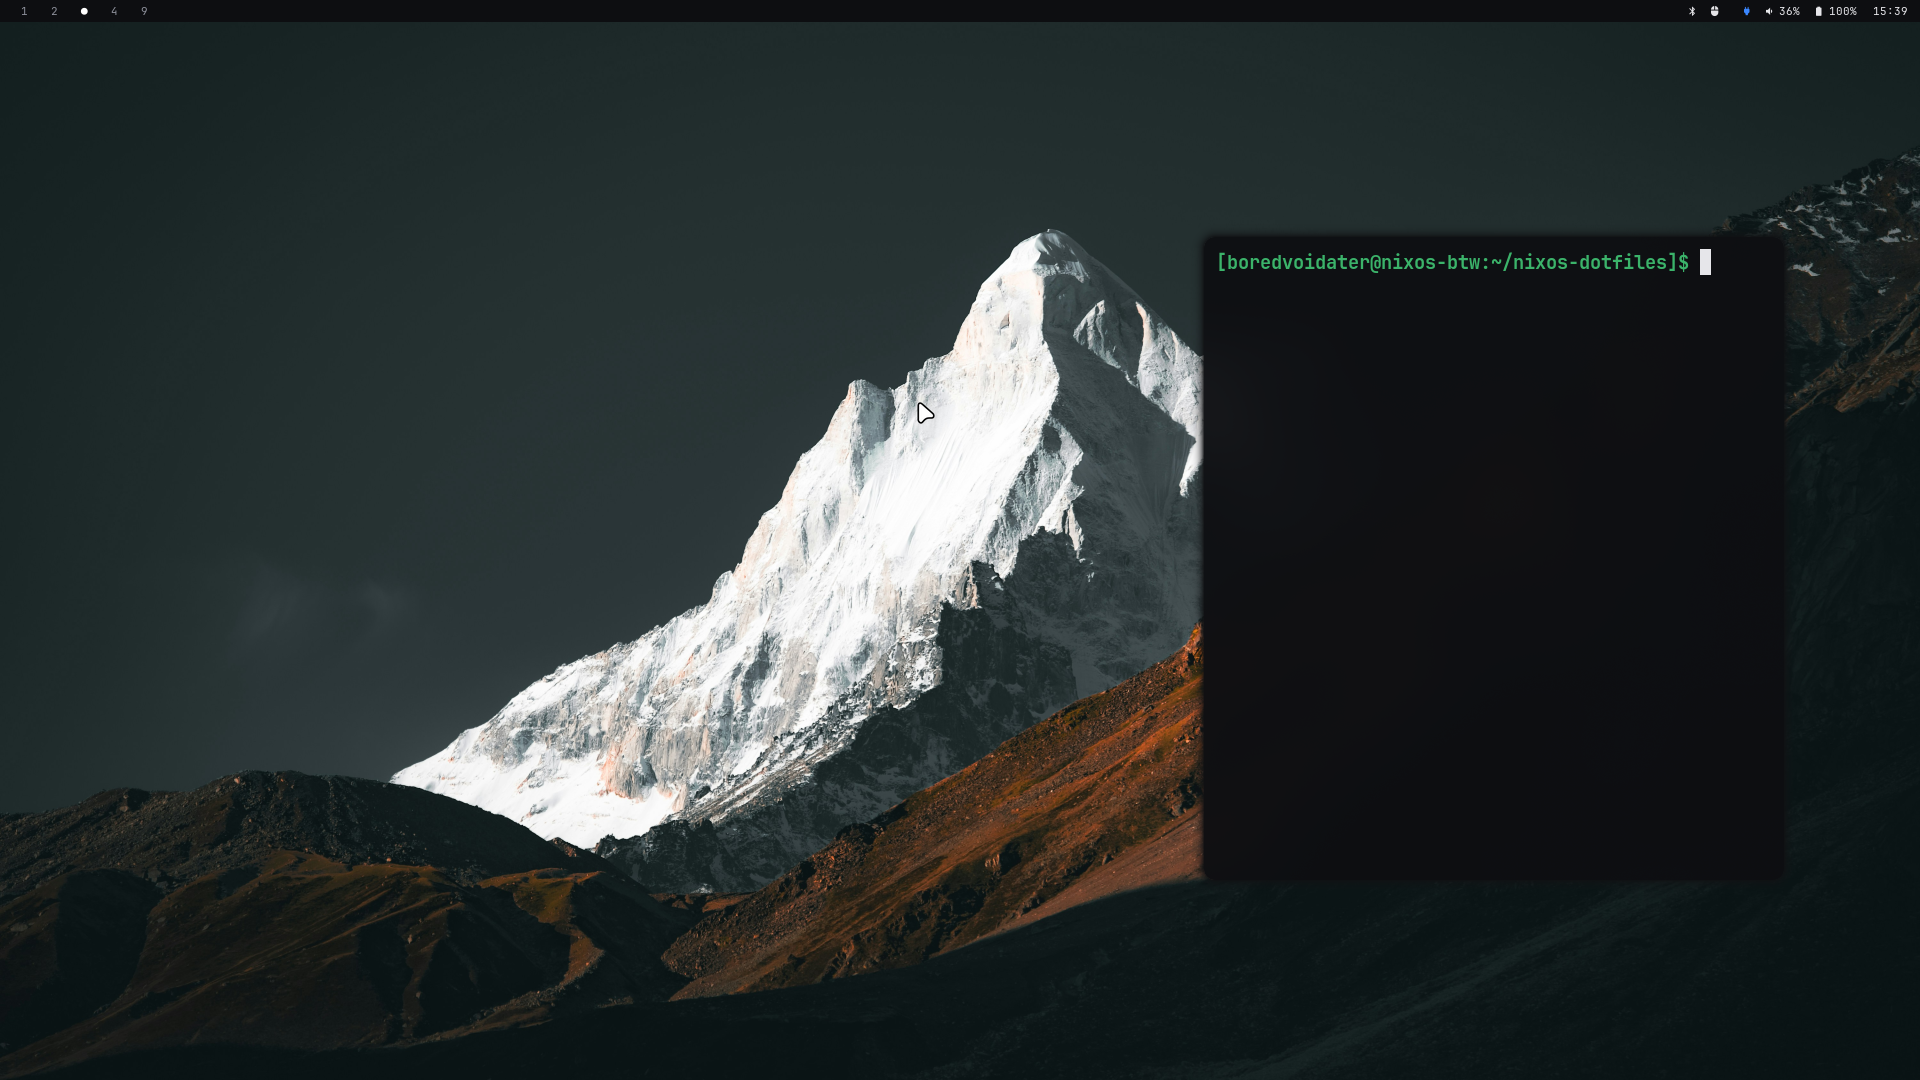 1 2 4 9
36% 100% 15:39
[boredvoidater@nixos-btw:~/nixos-dotfiles]$